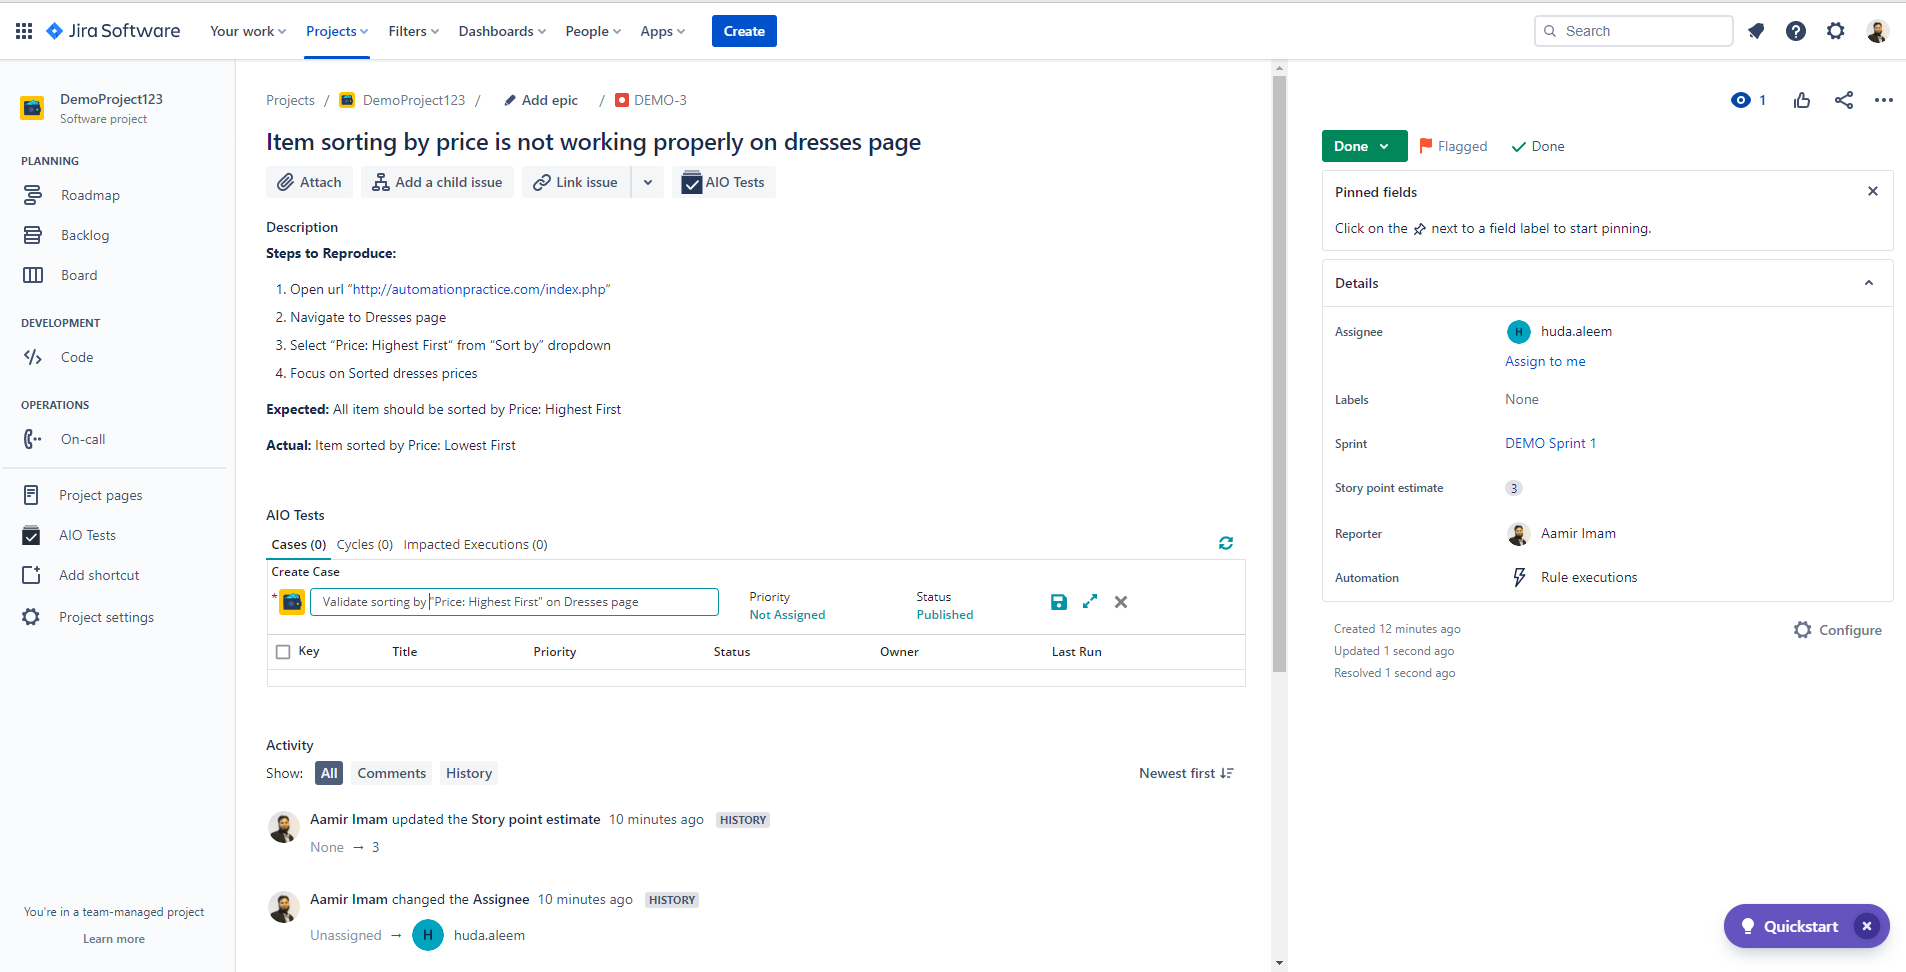 Jira Software Your work Projects Filters Dashboards People Apps Create Search
DemoProject123
Software project
PLANNING
Roadmap
Backlog
Board
DEVELOPMENT
Code
OPERATIONS
On-call
Project pages
AIO Tests
Add shortcut
Project settings
You're in a team-managed project
Learn more
Projects / DemoProject123 / Add epic / DEMO-3
Item sorting by price is not working properly on dresses page
Attach Add a child issue Link issue AIO Tests
Description
Steps to Reproduce:
1. Open url “http://automationpractice.com/index.php“
2. Navigate to Dresses page
3. Select “Price: Highest First“ from “Sort by” dropdown
4. Focus on Sorted dresses prices
Expected: All item should be sorted by Price: Highest First
Actual: Item sorted by Price: Lowest First
AIO Tests
Cases (0) Cycles (0) Impacted Executions (0)
Create Case
* Validate sorting by "Price: Highest First" on Dresses page
Priority
Not Assigned
Status
Published
Key Title Priority Status Owner Last Run
Activity
Show: All Comments History Newest first
Aamir Imam updated the Story point estimate 10 minutes ago HISTORY
None → 3
Aamir Imam changed the Assignee 10 minutes ago HISTORY
Unassigned → H huda.aleem
1
Done Flagged Done
Pinned fields
Click on the next to a field label to start pinning.
Details
Assignee H huda.aleem
Assign to me
Labels None
Sprint DEMO Sprint 1
Story point estimate 3
Reporter Aamir Imam
Automation Rule executions
Created 12 minutes ago Configure
Updated 1 second ago
Resolved 1 second ago
Quickstart